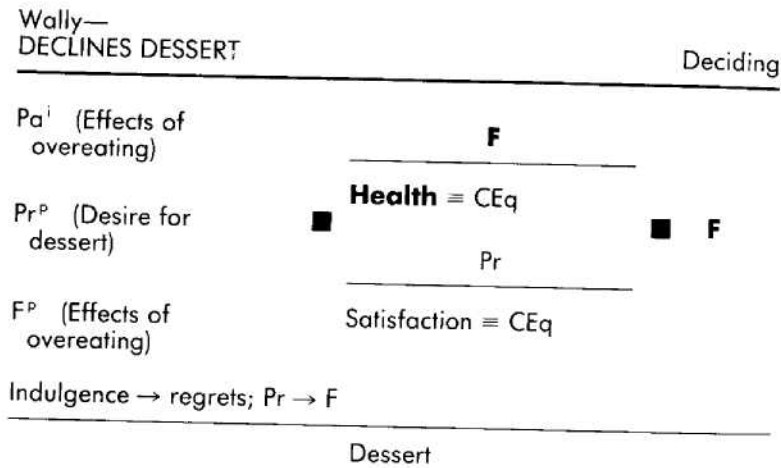 Wally—
DECLINES DESSERT
Deciding
Paⁱ (Effects of
overeating)
F
Prᵖ (Desire for
dessert)
■
Health ≡ CEq
■ F
Pr
Fᵖ (Effects of
overeating)
Satisfaction ≡ CEq
Indulgence → regrets; Pr → F
Dessert